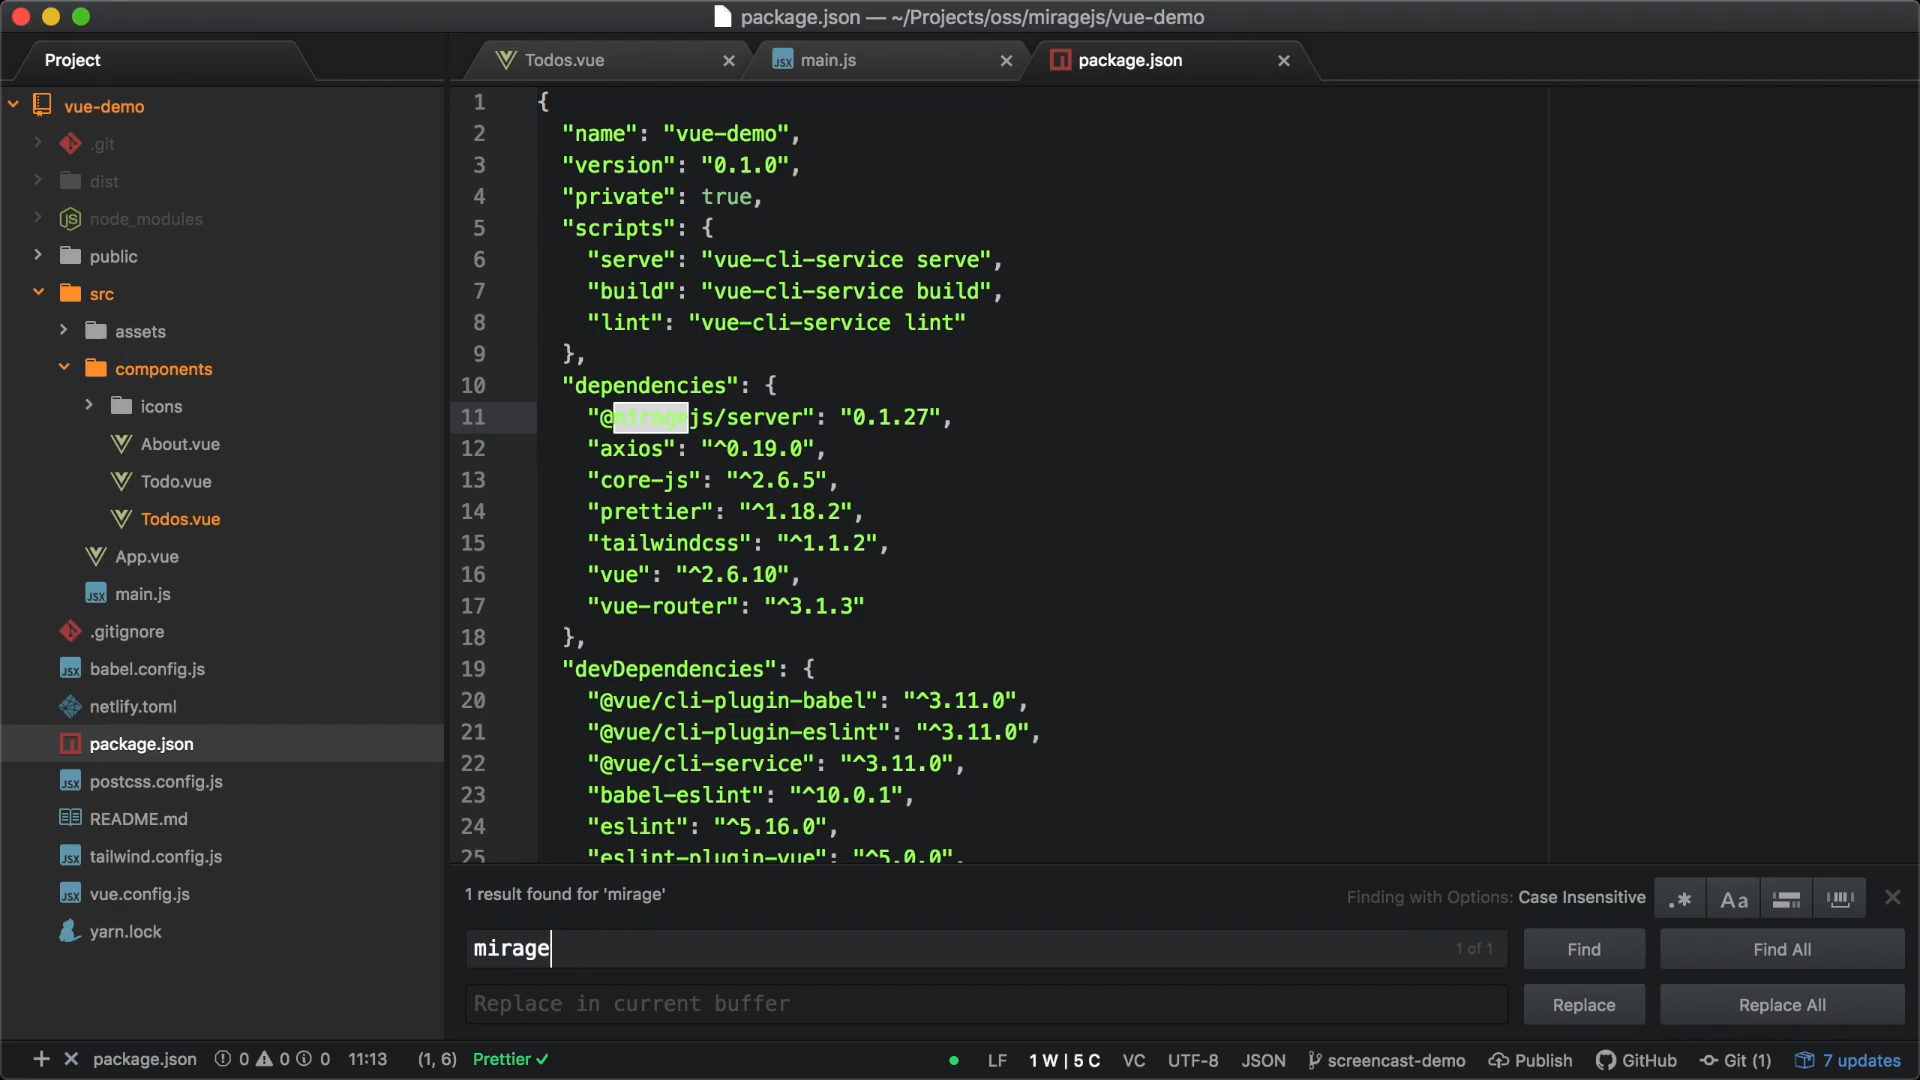 package.json — ~/Projects/oss/miragejs/vue-demo
Project
Todos.vue
main.js
package.json
vue-demo
.git
dist
node_modules
public
src
assets
components
icons
About.vue
Todo.vue
Todos.vue
App.vue
main.js
.gitignore
babel.config.js
netlify.toml
package.json
postcss.config.js
README.md
tailwind.config.js
vue.config.js
yarn.lock
1 {
2 "name": "vue-demo",
3 "version": "0.1.0",
4 "private": true,
5 "scripts": {
6 "serve": "vue-cli-service serve",
7 "build": "vue-cli-service build",
8 "lint": "vue-cli-service lint"
9 },
10 "dependencies": {
11 "@miragejs/server": "0.1.27",
12 "axios": "^0.19.0",
13 "core-js": "^2.6.5",
14 "prettier": "^1.18.2",
15 "tailwindcss": "^1.1.2",
16 "vue": "^2.6.10",
17 "vue-router": "^3.1.3"
18 },
19 "devDependencies": {
20 "@vue/cli-plugin-babel": "^3.11.0",
21 "@vue/cli-plugin-eslint": "^3.11.0",
22 "@vue/cli-service": "^3.11.0",
23 "babel-eslint": "^10.0.1",
24 "eslint": "^5.16.0",
25 "eslint-plugin-vue": "^5.0.0",
1 result found for 'mirage'
Finding with Options: Case Insensitive
.* Aa
mirage
1 of 1
Find
Find All
Replace in current buffer
Replace
Replace All
package.json 0 0 0 11:13 (1, 6) Prettier ✓
LF 1 W | 5 C VC UTF-8 JSON screencast-demo Publish GitHub Git (1) 7 updates